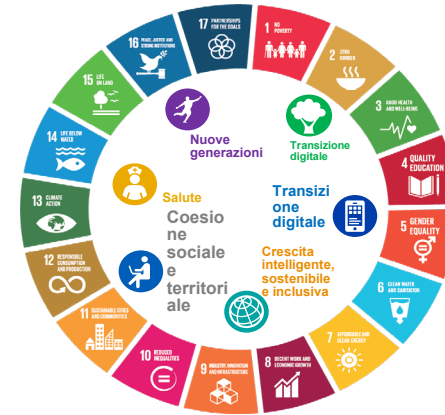 17 PARTNERSHIPS
FOR THE GOALS
1 NO
POVERTY
2 ZERO
HUNGER
3 GOOD HEALTH
AND WELL-BEING
4 QUALITY
EDUCATION
5 GENDER
EQUALITY
6 CLEAN WATER
AND SANITATION
7 AFFORDABLE AND
CLEAN ENERGY
8 DECENT WORK AND
ECONOMIC GROWTH
9 INDUSTRY, INNOVATION
AND INFRASTRUCTURE
10 REDUCED
INEQUALITIES
11 SUSTAINABLE CITIES
AND COMMUNITIES
12 RESPONSIBLE
CONSUMPTION
AND PRODUCTION
13 CLIMATE
ACTION
14 LIFE BELOW
WATER
15 LIFE
ON LAND
16 PEACE, JUSTICE AND
STRONG INSTITUTIONS
Nuove
generazioni
Transizione
digitale
Salute
Transizi
one
digitale
Coesio
ne
sociale
e
territori
ale
Crescita
intelligente,
sostenibile
e inclusiva